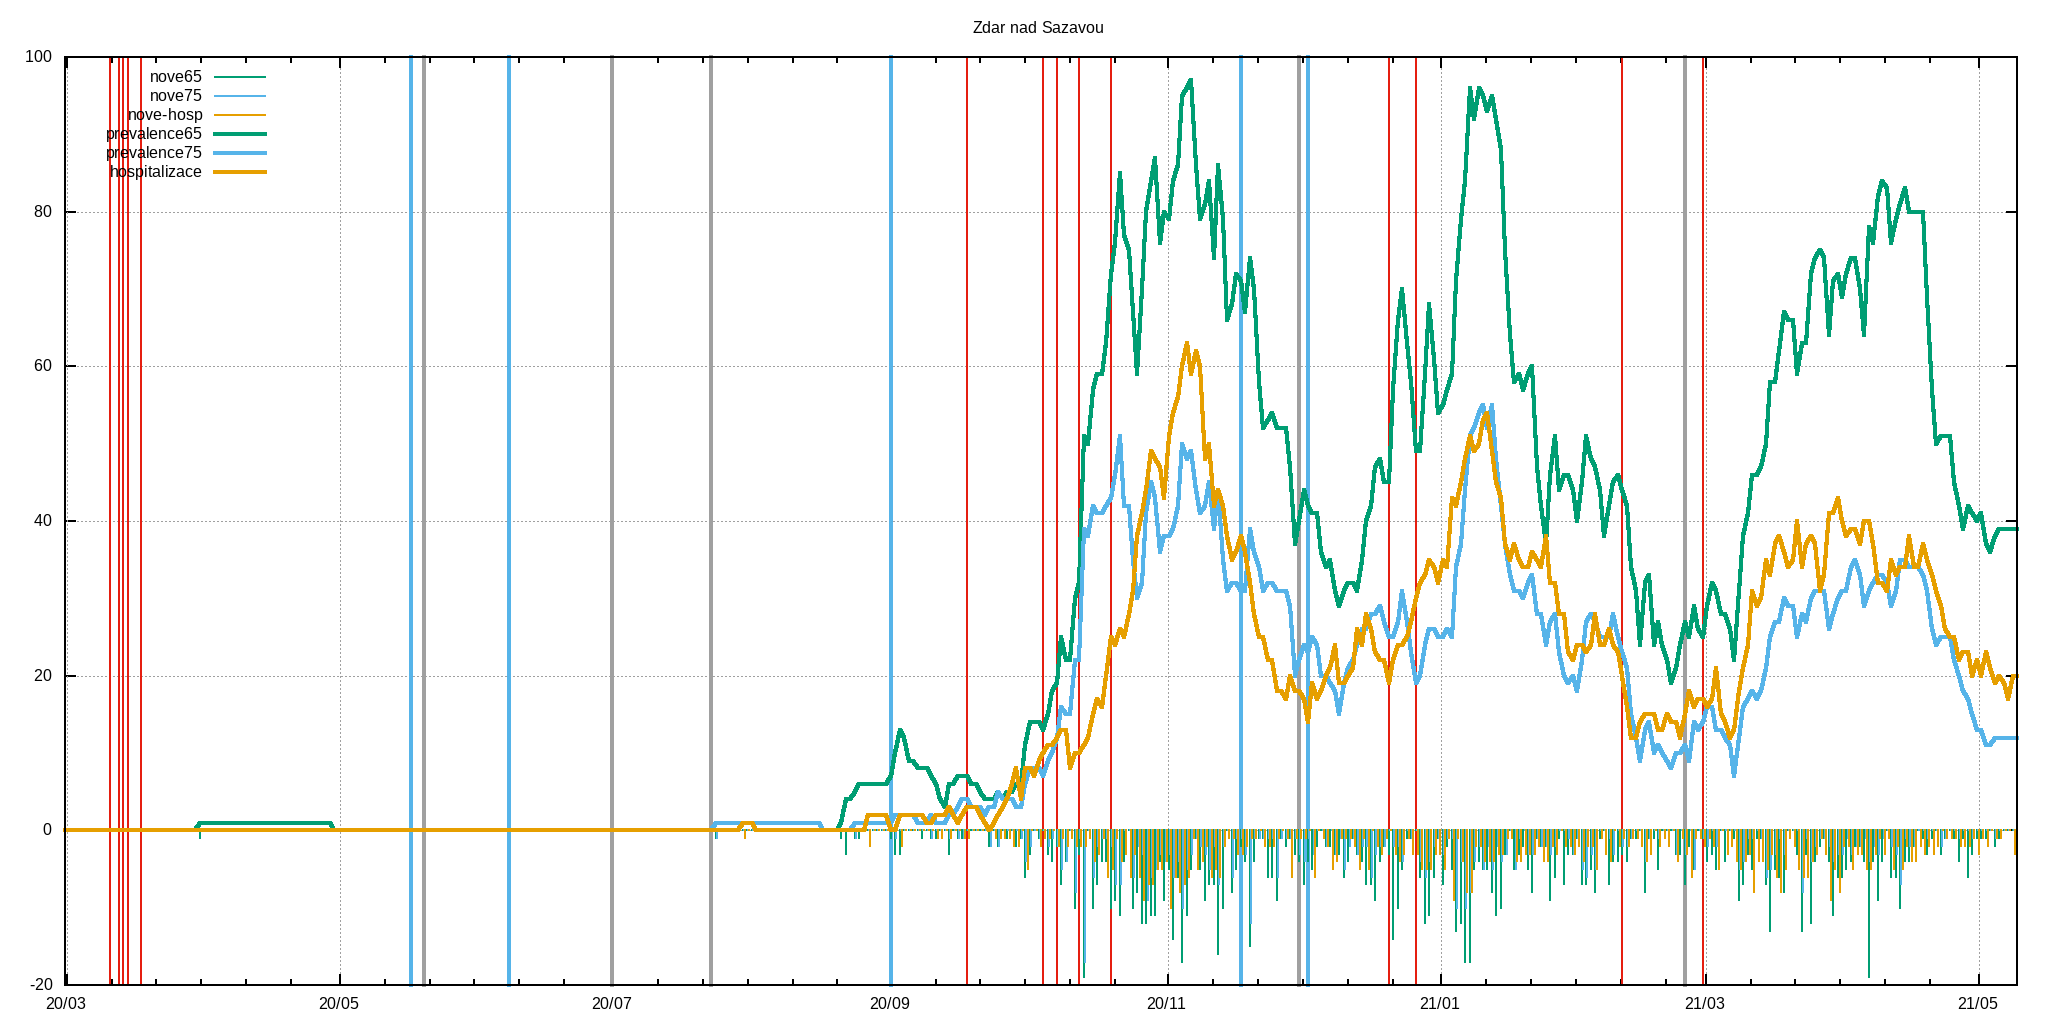 Zdar nad Sazavou
100
80
60
40
20
0
-20
nove65
nove75
nove-hosp
prevalence65
prevalence75
hospitalizace
20/03 20/05 20/07 20/09 20/11 21/01 21/03 21/05